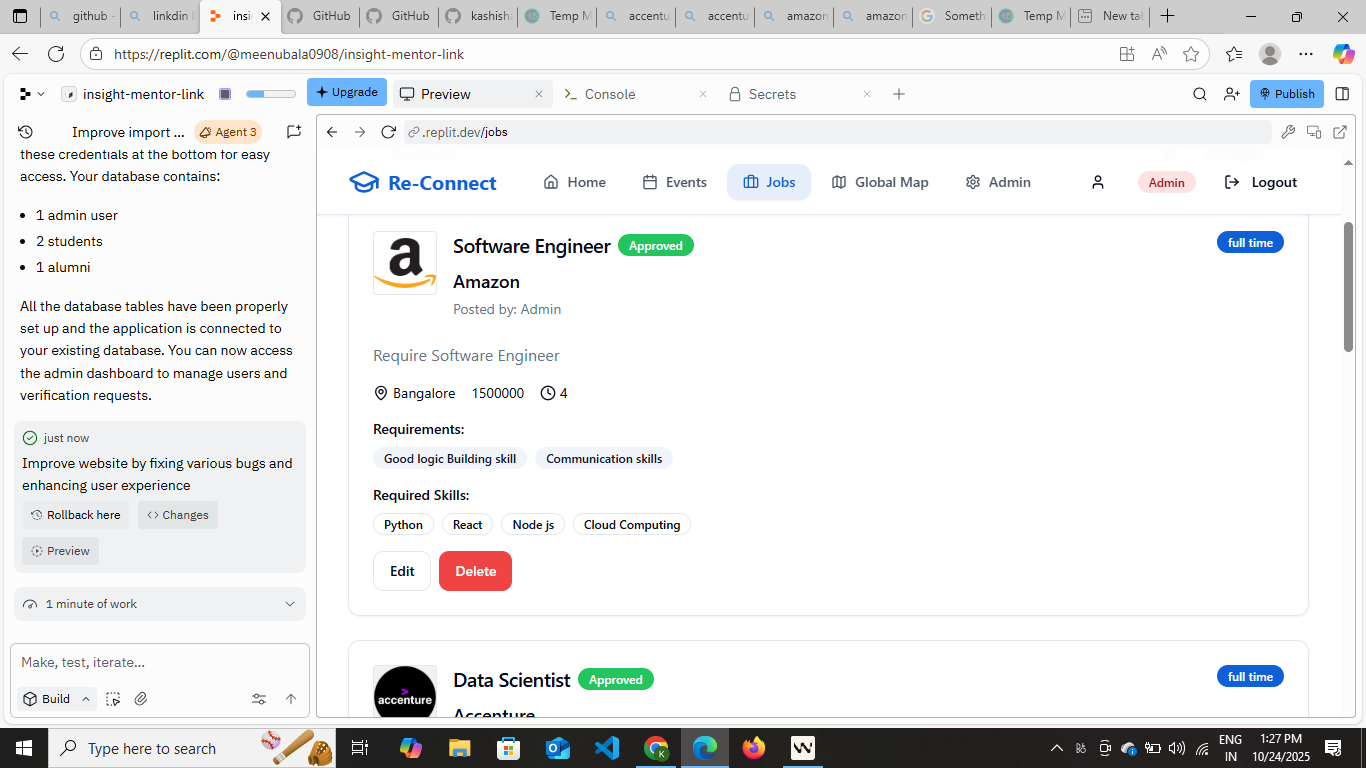 github -
linkdin l
insi
GitHub
GitHub
kashisha
Temp M
accentu
accentu
amazon
amazon
Someth
Temp M
New tab
https://replit.com/@meenubala0908/insight-mentor-link
insight-mentor-link
Upgrade
Preview
Console
Secrets
Publish
Improve import ...
Agent 3
.replit.dev/jobs
these credentials at the bottom for easy
access. Your database contains:
1 admin user
2 students
1 alumni
All the database tables have been properly
set up and the application is connected to
your existing database. You can now access
the admin dashboard to manage users and
verification requests.
just now
Improve website by fixing various bugs and
enhancing user experience
Rollback here
Changes
Preview
1 minute of work
Make, test, iterate...
Build
Re-Connect
Home
Events
Jobs
Global Map
Admin
Admin
Logout
Software Engineer
Approved
full time
Amazon
Posted by: Admin
Require Software Engineer
Bangalore
1500000
4
Requirements:
Good logic Building skill
Communication skills
Required Skills:
Python
React
Node js
Cloud Computing
Edit
Delete
accenture
Data Scientist
Approved
full time
Accenture
Type here to search
ENG
IN
1:27 PM
10/24/2025